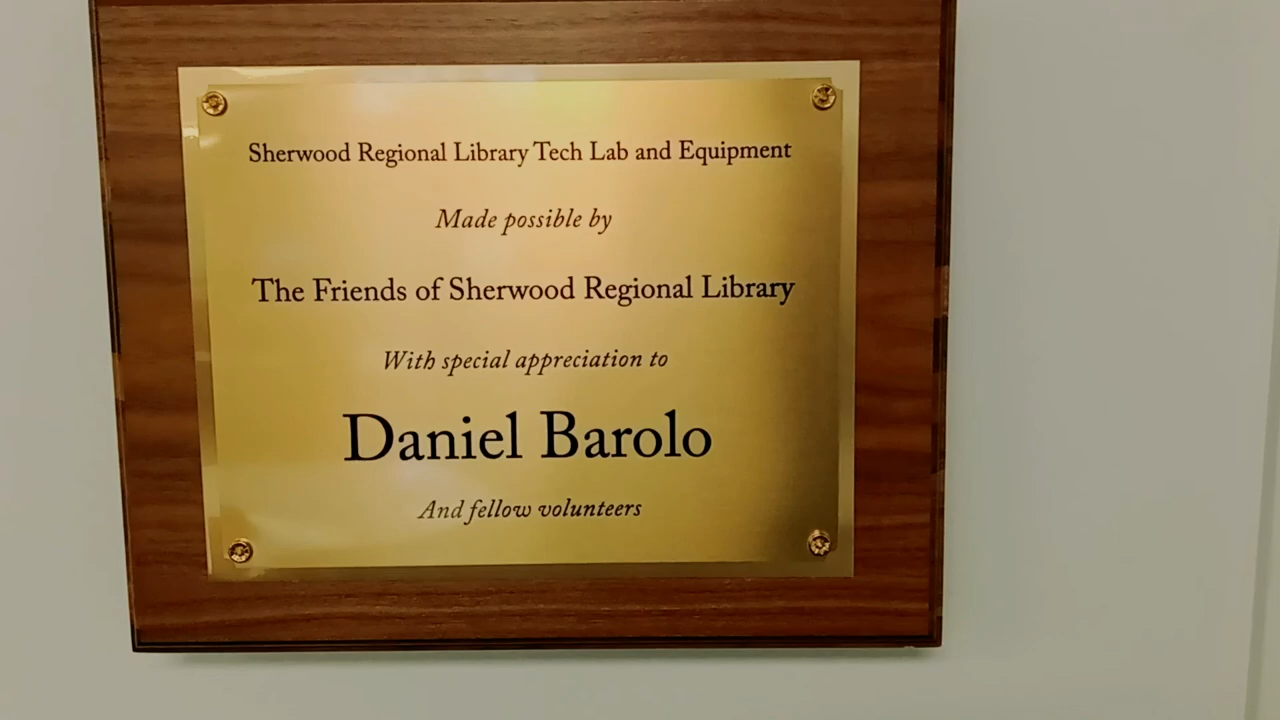 Sherwood Regional Library Tech Lab and Equipment
Made possible by
The Friends of Sherwood Regional Library
With special appreciation to
Daniel Barolo
And fellow volunteers